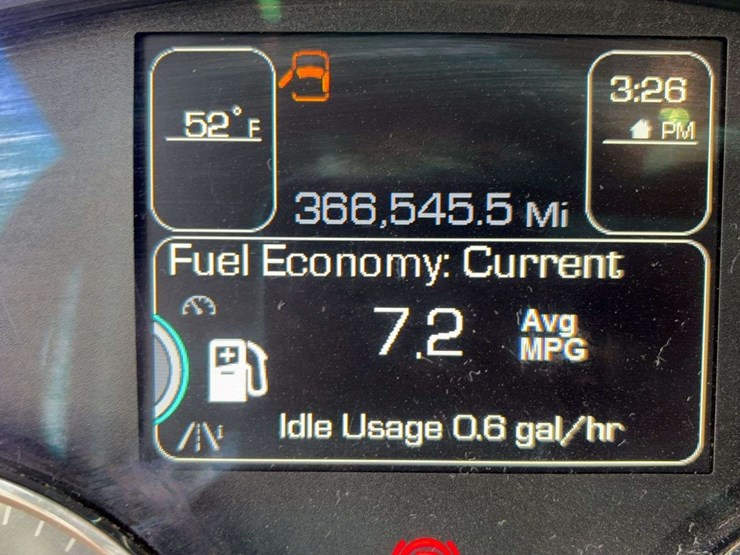 52°F
3:26
PM
366,545.5 Mi
Fuel Economy: Current
7.2 Avg
MPG
Idle Usage 0.6 gal/hr